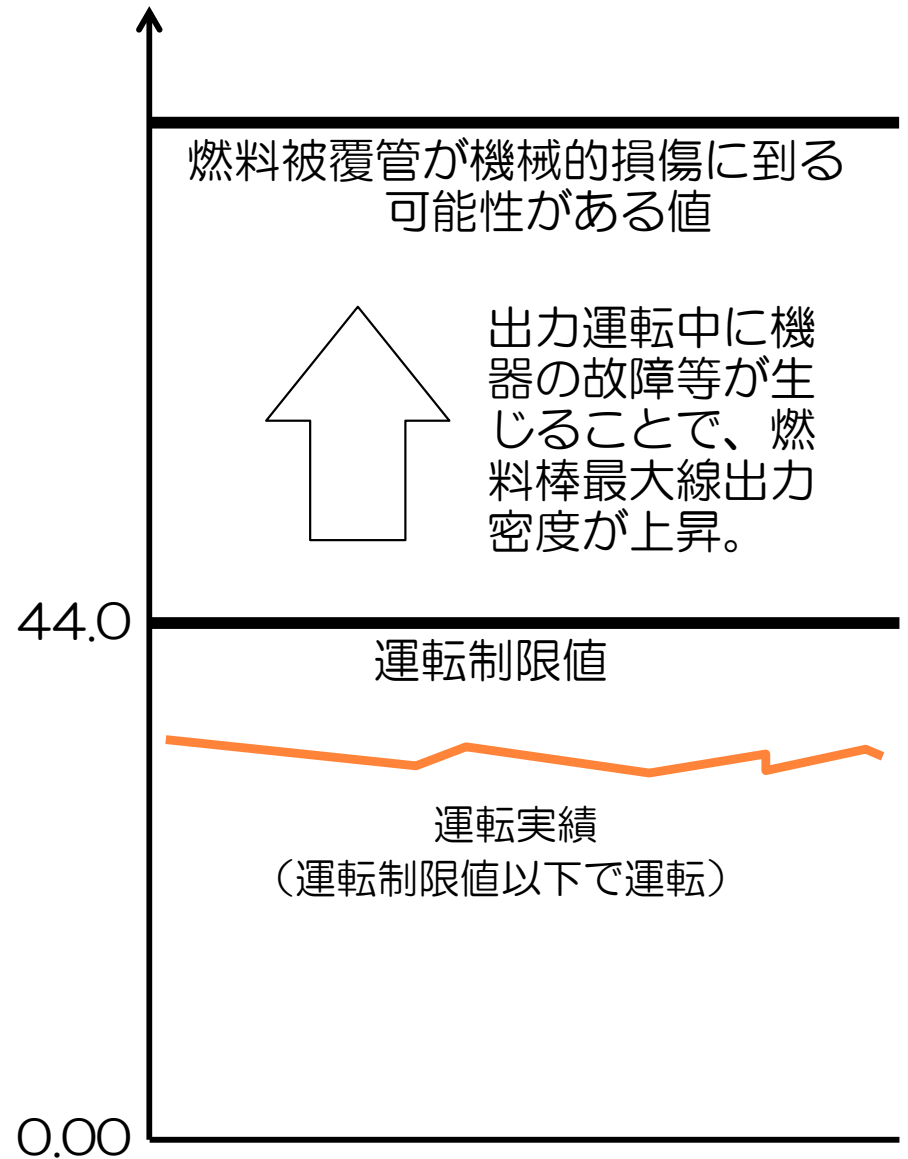 燃料被覆管が機械的損傷に到る
可能性がある値
出力運転中に機
器の故障等が生
じることで、燃
料棒最大線出力
密度が上昇。
44.0
運転制限値
運転実績
（運転制限値以下で運転）
0.00